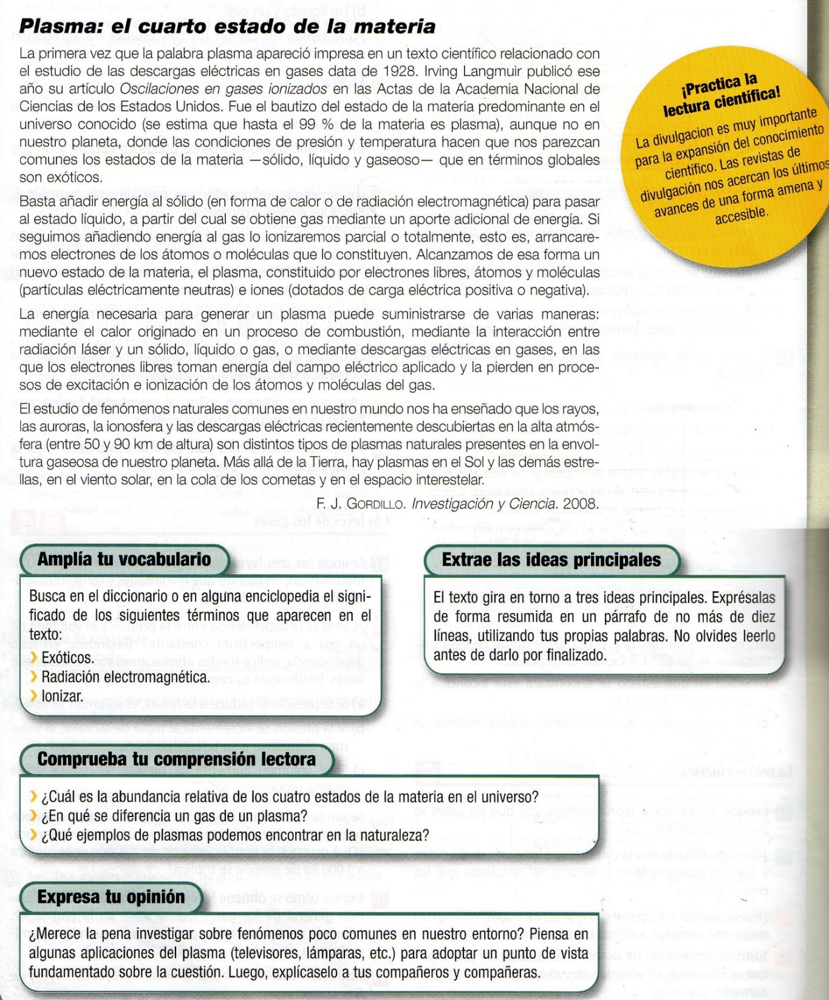 Plasma: el cuarto estado de la materia
La primera vez que la palabra plasma apareció impresa en un texto científico relacionado con
el estudio de las descargas eléctricas en gases data de 1928. Irving Langmuir publicó ese
año su artículo Oscilaciones en gases ionizados en las Actas de la Academia Nacional de
Ciencias de los Estados Unidos. Fue el bautizo del estado de la materia predominante en el
universo conocido (se estima que hasta el 99 % de la materia es plasma), aunque no en
nuestro planeta, donde las condiciones de presión y temperatura hacen que nos parezcan
comunes los estados de la materia —sólido, líquido y gaseoso— que en términos globales
son exóticos.
Basta añadir energía al sólido (en forma de calor o de radiación electromagnética) para pasar
al estado líquido, a partir del cual se obtiene gas mediante un aporte adicional de energía. Si
seguimos añadiendo energía al gas lo ionizaremos parcial o totalmente, esto es, arrancare-
mos electrones de los átomos o moléculas que lo constituyen. Alcanzamos de esa forma un
nuevo estado de la materia, el plasma, constituido por electrones libres, átomos y moléculas
(partículas eléctricamente neutras) e iones (dotados de carga eléctrica positiva o negativa).
La energía necesaria para generar un plasma puede suministrarse de varias maneras:
mediante el calor originado en un proceso de combustión, mediante la interacción entre
radiación láser y un sólido, líquido o gas, o mediante descargas eléctricas en gases, en las
que los electrones libres toman energía del campo eléctrico aplicado y la pierden en proce-
sos de excitación e ionización de los átomos y moléculas del gas.
El estudio de fenómenos naturales comunes en nuestro mundo nos ha enseñado que los rayos,
las auroras, la ionosfera y las descargas eléctricas recientemente descubiertas en la alta atmós-
fera (entre 50 y 90 km de altura) son distintos tipos de plasmas naturales presentes en la envol-
tura gaseosa de nuestro planeta. Más allá de la Tierra, hay plasmas en el Sol y las demás estre-
llas, en el viento solar, en la cola de los cometas y en el espacio interestelar.
F. J. GORDILLO. Investigación y Ciencia. 2008.
¡Practica la
lectura científica!
La divulgacion es muy importante
para la expansión del conocimiento
científico. Las revistas de
divulgación nos acercan los últimos
avances de una forma amena y
accesible.
Amplía tu vocabulario
Busca en el diccionario o en alguna enciclopedia el signi-
ficado de los siguientes términos que aparecen en el
texto:
› Exóticos.
› Radiación electromagnética.
› Ionizar.
Extrae las ideas principales
El texto gira en torno a tres ideas principales. Exprésalas
de forma resumida en un párrafo de no más de diez
líneas, utilizando tus propias palabras. No olvides leerlo
antes de darlo por finalizado.
Comprueba tu comprensión lectora
› ¿Cuál es la abundancia relativa de los cuatro estados de la materia en el universo?
› ¿En qué se diferencia un gas de un plasma?
› ¿Qué ejemplos de plasmas podemos encontrar en la naturaleza?
Expresa tu opinión
¿Merece la pena investigar sobre fenómenos poco comunes en nuestro entorno? Piensa en
algunas aplicaciones del plasma (televisores, lámparas, etc.) para adoptar un punto de vista
fundamentado sobre la cuestión. Luego, explícaselo a tus compañeros y compañeras.